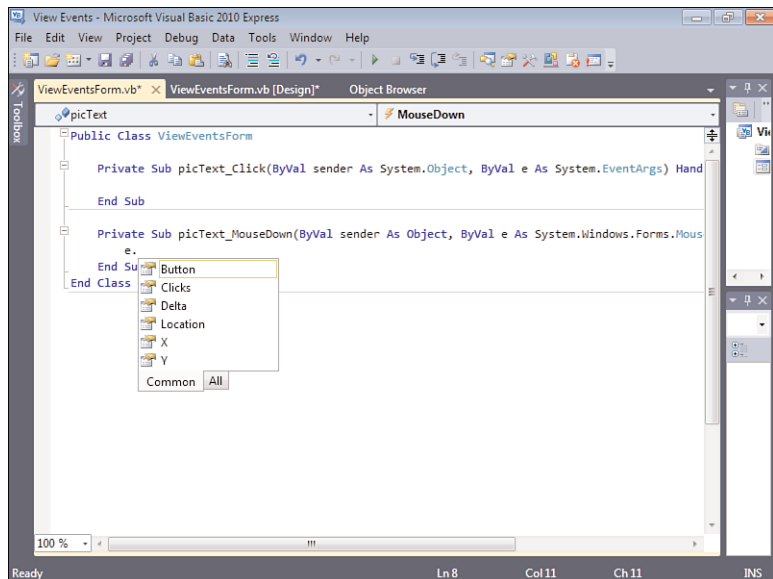 View Events - Microsoft Visual Basic 2010 Express
File Edit View Project Debug Data Tools Window Help
ViewEventsForm.vb* ViewEventsForm.vb [Design]* Object Browser
Toolbox
picText MouseDown
Public Class ViewEventsForm
Private Sub picText_Click(ByVal sender As System.Object, ByVal e As System.EventArgs) Hand
End Sub
Private Sub picText_MouseDown(ByVal sender As Object, ByVal e As System.Windows.Forms.Mous
e.
End Su
End Class
Button
Clicks
Delta
Location
X
Y
Common All
Vie
100 %
Ready Ln 8 Col 11 Ch 11 INS